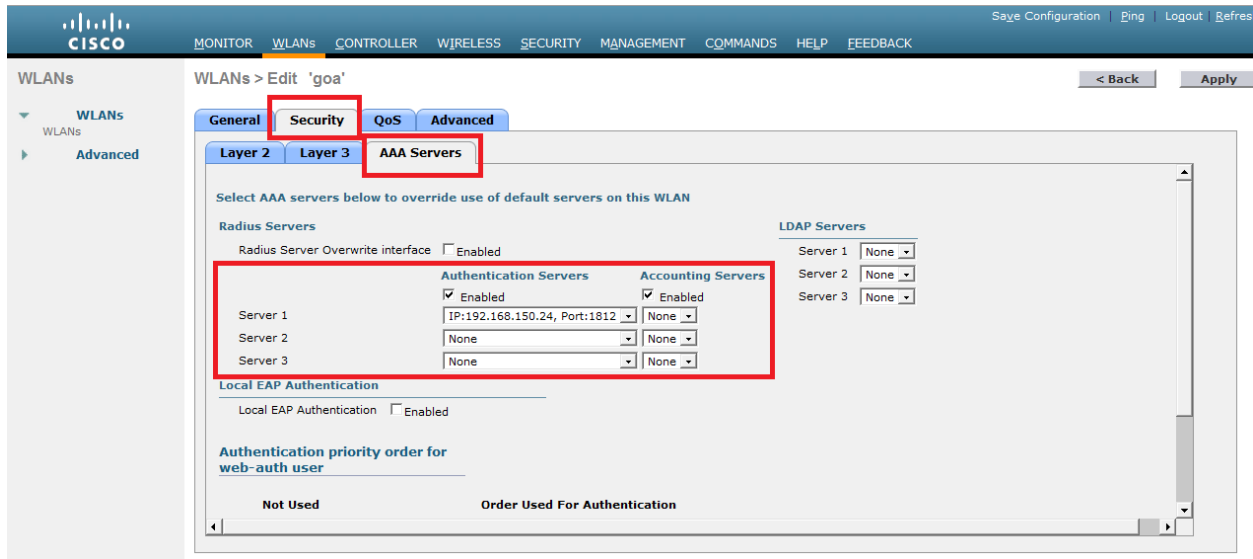 Save Configuration | Ping | Logout | Refres
CISCO
MONITOR WLANs CONTROLLER WIRELESS SECURITY MANAGEMENT COMMANDS HELP FEEDBACK
WLANs
WLANs
WLANs
Advanced
WLANs > Edit 'goa'
< Back
Apply
General Security QoS Advanced
Layer 2 Layer 3 AAA Servers
Select AAA servers below to override use of default servers on this WLAN
Radius Servers
LDAP Servers
Radius Server Overwrite interface Enabled
Server 1 None
Server 2 None
Server 3 None
Authentication Servers Accounting Servers
Enabled Enabled
Server 1 IP:192.168.150.24, Port:1812 None
Server 2 None None
Server 3 None None
Local EAP Authentication
Local EAP Authentication Enabled
Authentication priority order for
web-auth user
Not Used Order Used For Authentication